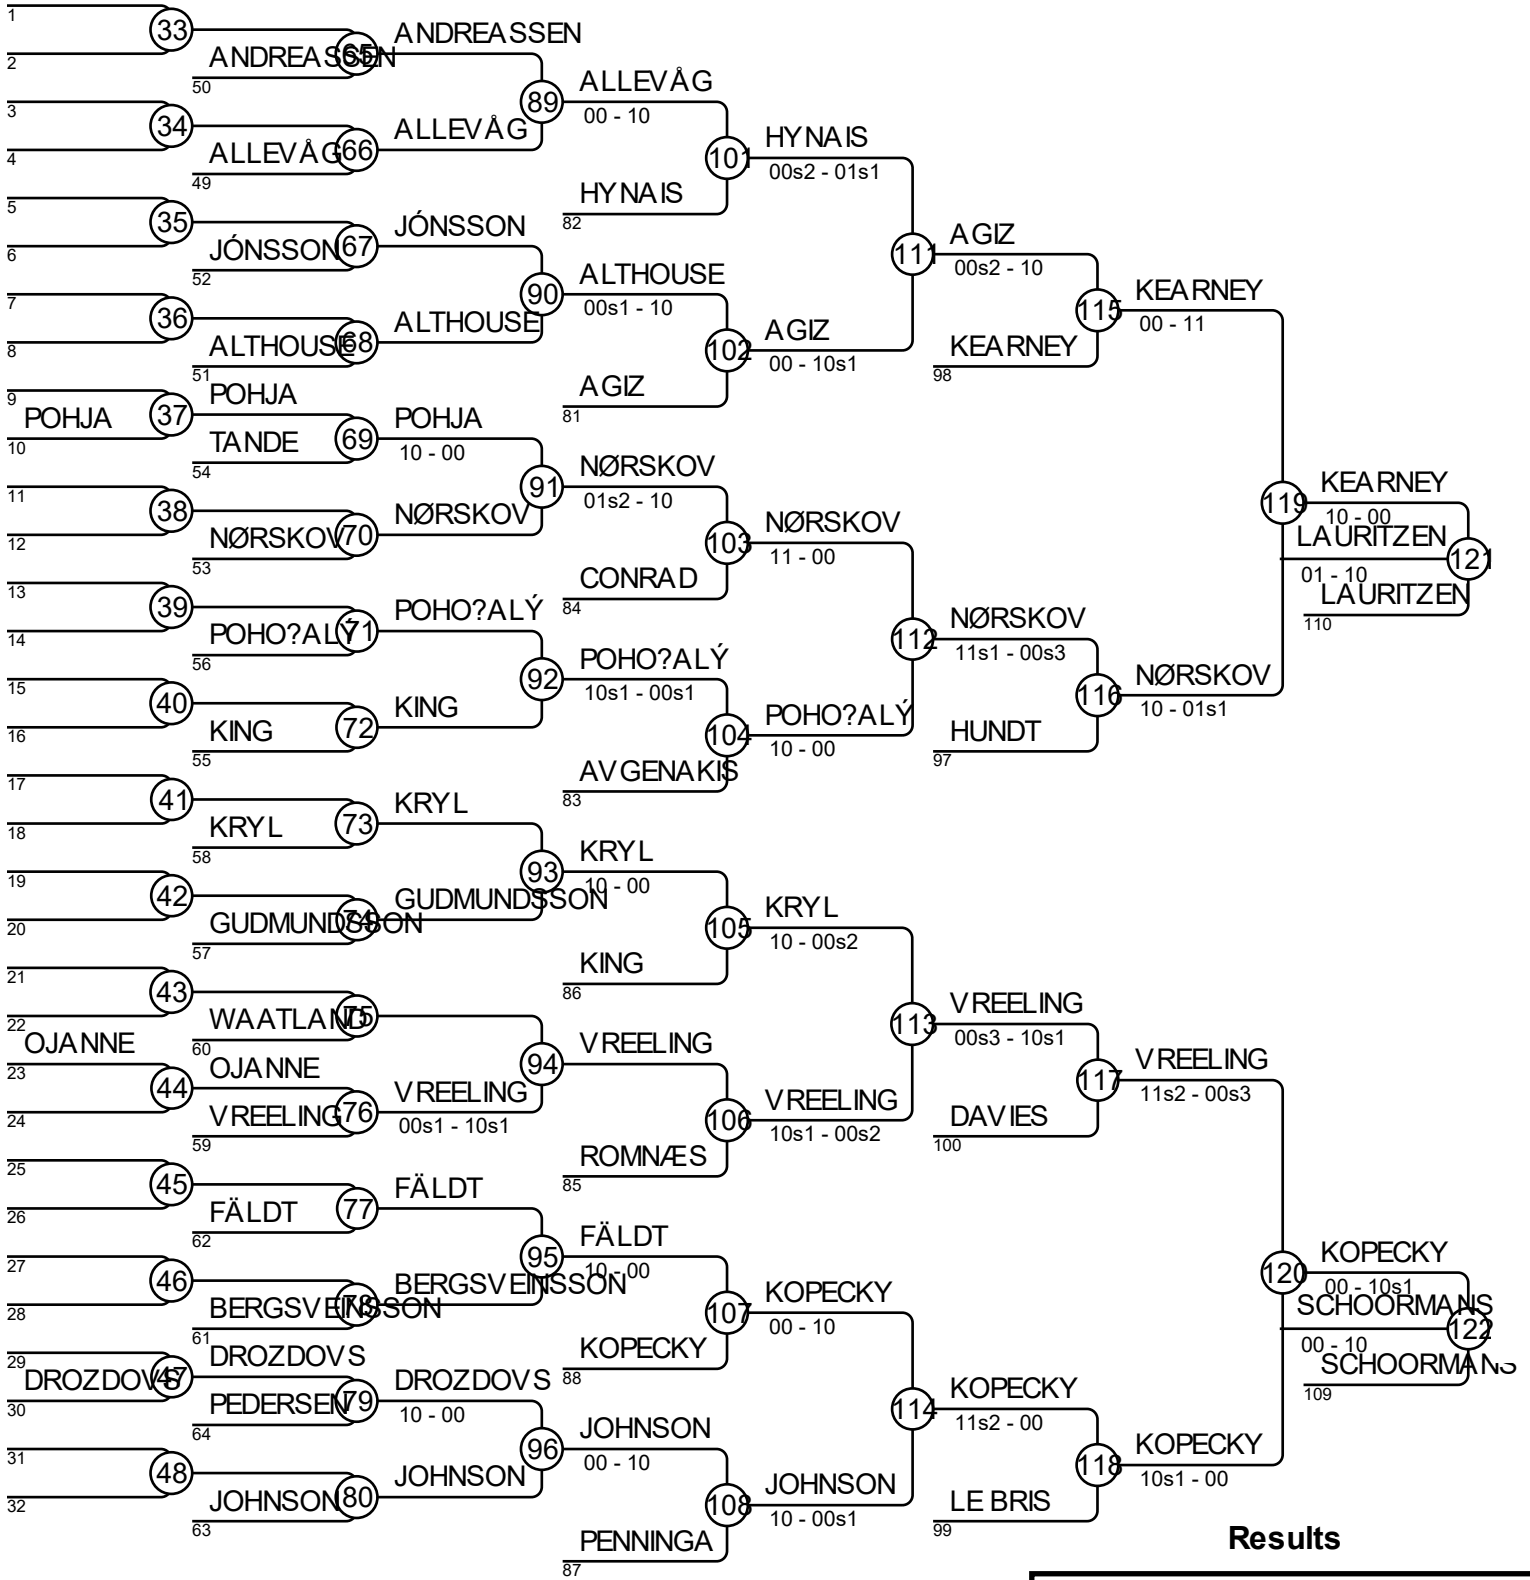 1
33
ANDREASSEN
2
ANDREASSEN
65
50
ALLEVÅG
3
89
00 - 10
34
ALLEVÅG
HYNAIS
4
ALLEVÅG
66
101
00s2 - 01s1
49
HYNAIS
5
82
35
JÓNSSON
AGIZ
6
JÓNSSON
67
111
00s2 - 10
52
ALTHOUSE
KEARNEY
7
90
00s1 - 10
115
00 - 11
36
ALTHOUSE
AGIZ
8
ALTHOUSE
68
102
00 - 10s1
KEARNEY
51
98
9
POHJA
AGIZ
POHJA
37
POHJA
81
10
TANDE
69
10 - 00
54
NØRSKOV
KEARNEY
11
91
01s2 - 10
119
10 - 00
38
NØRSKOV
NØRSKOV
LAURITZEN
12
NØRSKOV
70
103
11 - 00
121
53
CONRAD
01 - 10
13
84
LAURITZEN
39
POHO?ALÝ
NØRSKOV
110
14
POHO?ALÝ
71
112
11s1 - 00s3
56
POHO?ALÝ
NØRSKOV
15
92
10s1 - 00s1
116
10 - 01s1
40
KING
POHO?ALÝ
16
KING
72
104
10 - 00
HUNDT
55
97
17
AVGENAKIS
41
KRYL
83
18
KRYL
73
58
KRYL
19
93
10 - 00
42
GUDMUNDSSON
KRYL
20
GUDMUNDSSON
74
105
10 - 00s2
57
KING
21
86
43
VREELING
22
WAATLAND
75
113
00s3 - 10s1
OJANNE
60
VREELING
VREELING
23
OJANNE
94
117
11s2 - 00s3
44
VREELING
VREELING
24
VREELING
76
00s1 - 10s1
106
10s1 - 00s2
DAVIES
59
100
25
ROMNÆS
45
FÄLDT
85
26
FÄLDT
77
62
FÄLDT
KOPECKY
27
95
10 - 00
120
00 - 10s1
46
BERGSVEINSSON
KOPECKY
SCHOORMANS
28
BERGSVEINSSON
78
107
00 - 10
122
61
KOPECKY
00 - 10
29
DROZDOVS
88
SCHOORMANS
DROZDOVS
47
DROZDOVS
KOPECKY
109
30
PEDERSEN
79
10 - 00
114
11s2 - 00
64
JOHNSON
KOPECKY
31
96
00 - 10
118
10s1 - 00
48
JOHNSON
JOHNSON
32
JOHNSON
80
108
10 - 00s1
LE BRIS
63
99
PENNINGA
87
Results